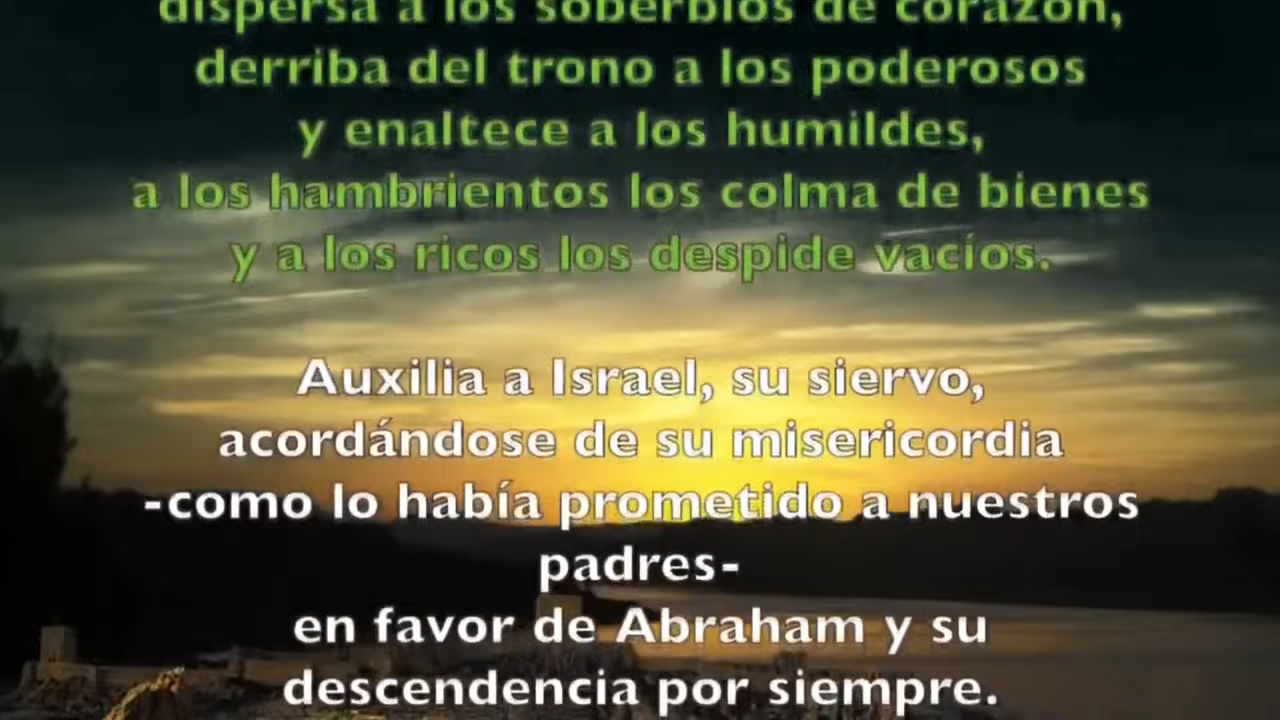 dispersa a los soberbios de corazón,
derriba del trono a los poderosos
y enaltece a los humildes,
a los hambrientos los colma de bienes
y a los ricos los despide vacíos.
Auxilia a Israel, su siervo,
acordándose de su misericordia
-como lo había prometido a nuestros
padres-
en favor de Abraham y su
descendencia por siempre.